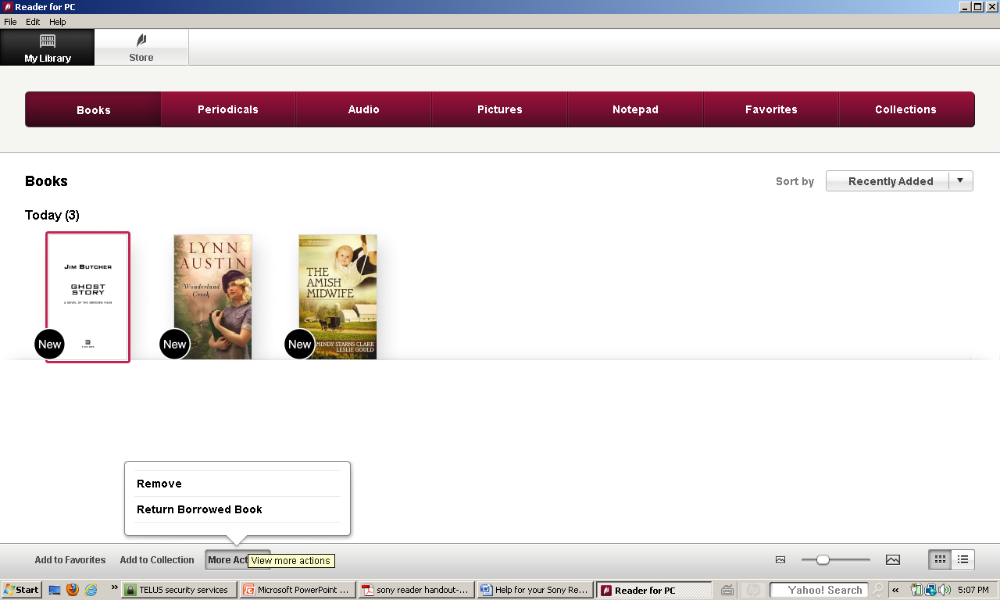 Reader for PC
File Edit Help
My Library
Store
Books Periodicals Audio Pictures Notepad Favorites Collections
Books
Sort by Recently Added
Today (3)
JIM BUTCHER
GHOST
STORY
A NOVEL OF THE DRESDEN FILES
New
LYNN
AUSTIN
Wonderland
Creek
New
THE
AMISH
MIDWIFE
MINDY STARNS CLARK
LESLIE GOULD
New
Remove
Return Borrowed Book
Add to Favorites Add to Collection More Act
View more actions
Start » TELUS security services Microsoft PowerPoint ... sony reader handout-... Help for your Sony Re... Reader for PC hp Yahoo! Search « 5:07 PM